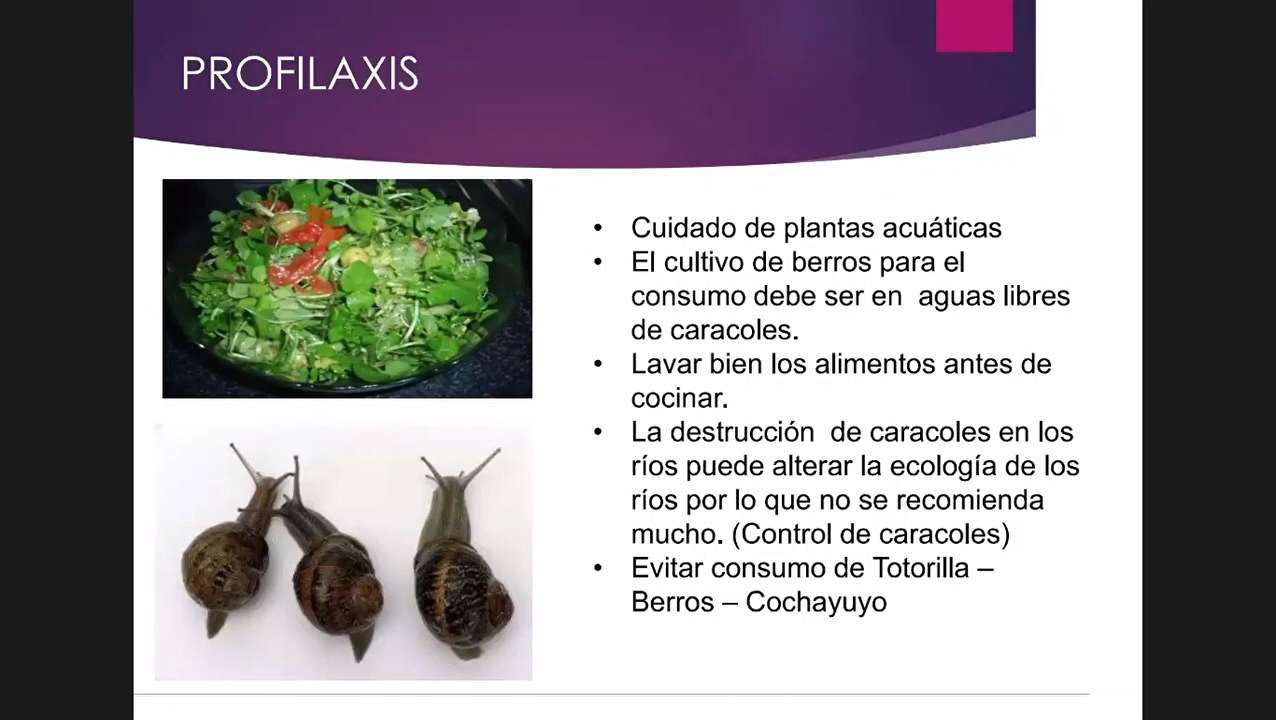 PROFILAXIS
• Cuidado de plantas acuáticas
• El cultivo de berros para el
consumo debe ser en  aguas libres
de caracoles.
• Lavar bien los alimentos antes de
cocinar.
• La destrucción  de caracoles en los
ríos puede alterar la ecología de los
ríos por lo que no se recomienda
mucho. (Control de caracoles)
• Evitar consumo de Totorilla –
Berros – Cochayuyo